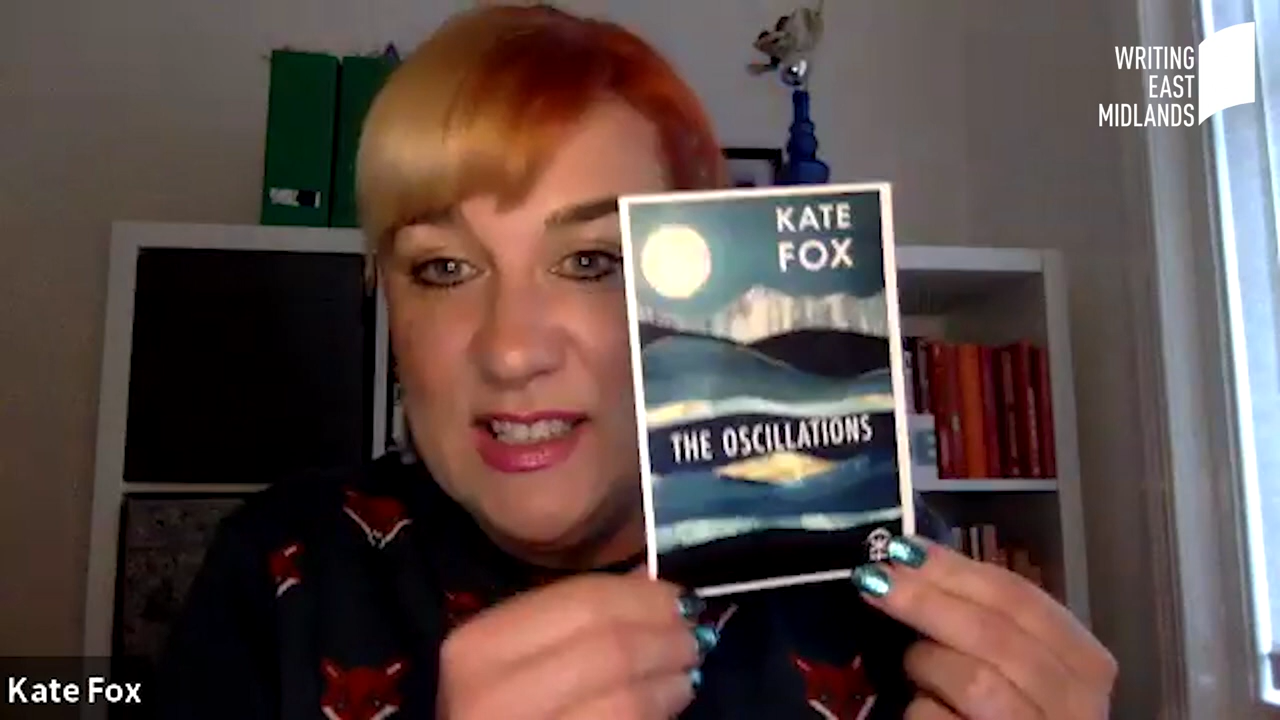 WRITING
EAST
MIDLANDS
KATE
FOX
THE OSCILLATIONS
Kate Fox